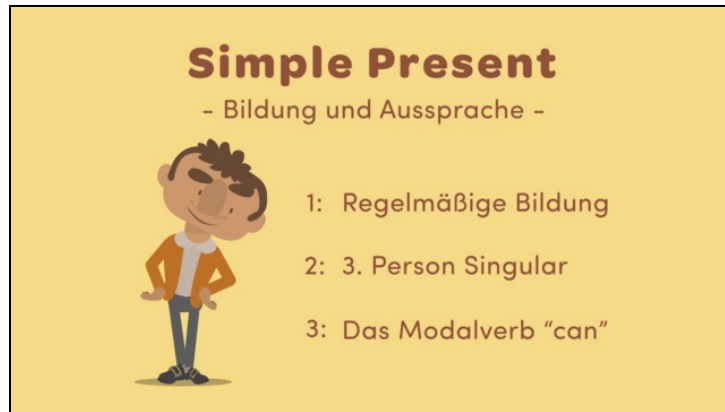 Simple Present
- Bildung und Aussprache -
1: Regelmäßige Bildung
2: 3. Person Singular
3: Das Modalverb “can”